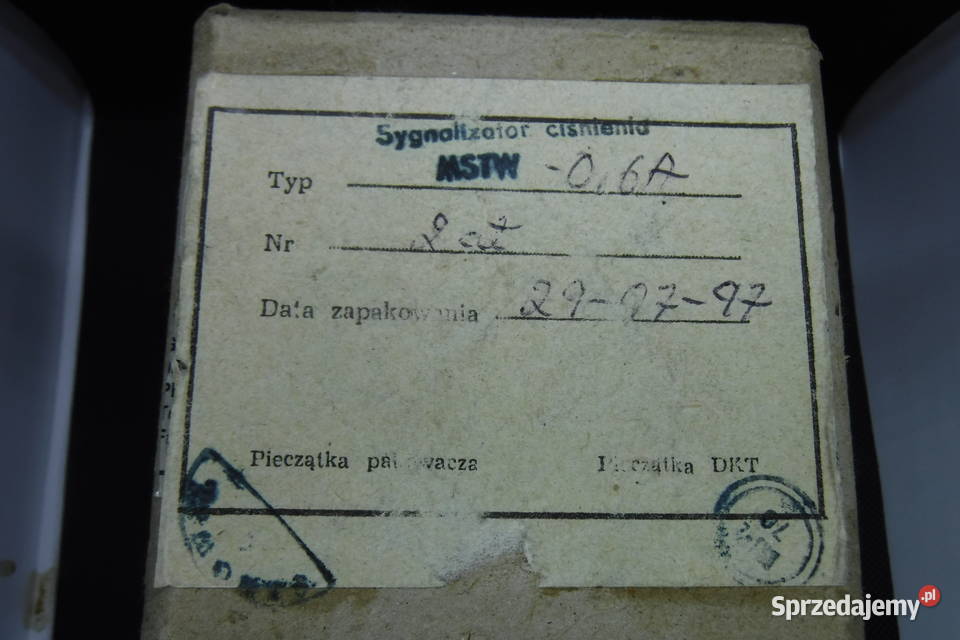 Sygnalizator ciśnienia
Typ MSTW -0,6A
Nr
Data zapakowania 29-07-97
Pieczątka pakowacza Pieczątka DKT
Sprzedajemy.pl